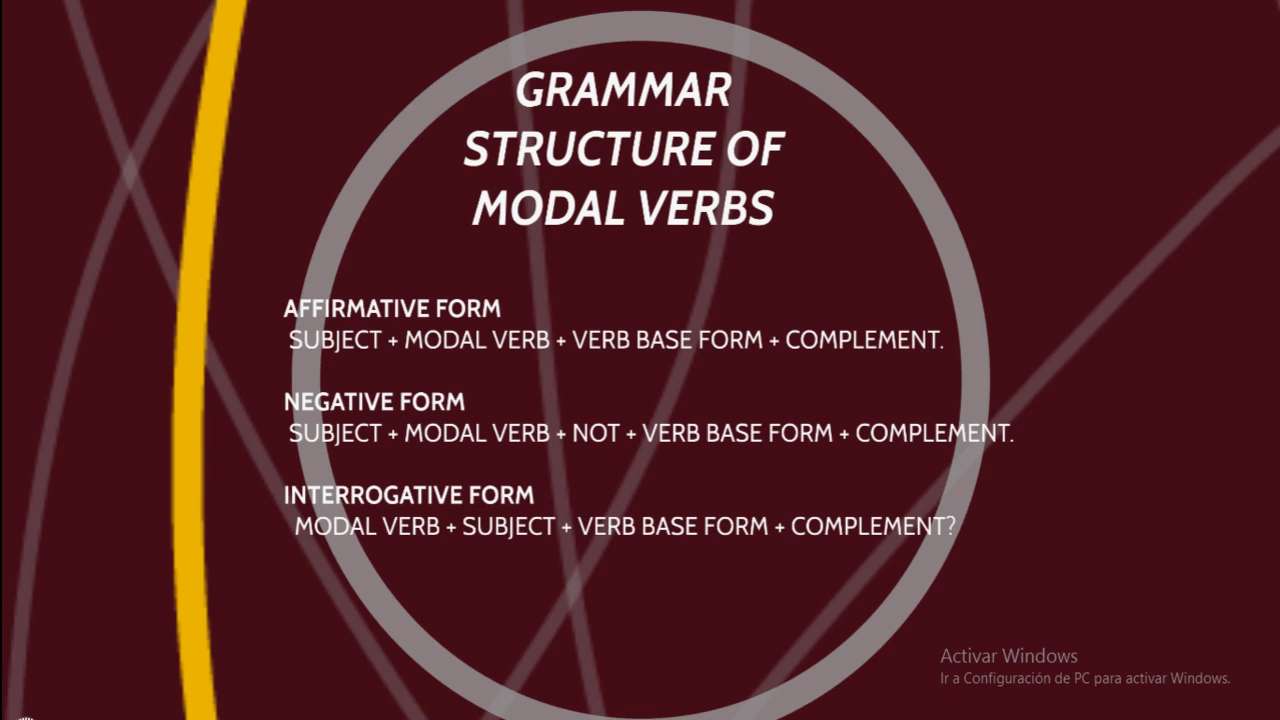 GRAMMAR
STRUCTURE OF
MODAL VERBS
AFFIRMATIVE FORM
SUBJECT + MODAL VERB + VERB BASE FORM + COMPLEMENT.
NEGATIVE FORM
SUBJECT + MODAL VERB + NOT + VERB BASE FORM + COMPLEMENT.
INTERROGATIVE FORM
MODAL VERB + SUBJECT + VERB BASE FORM + COMPLEMENT?
Activar Windows
Ir a Configuración de PC para activar Windows.